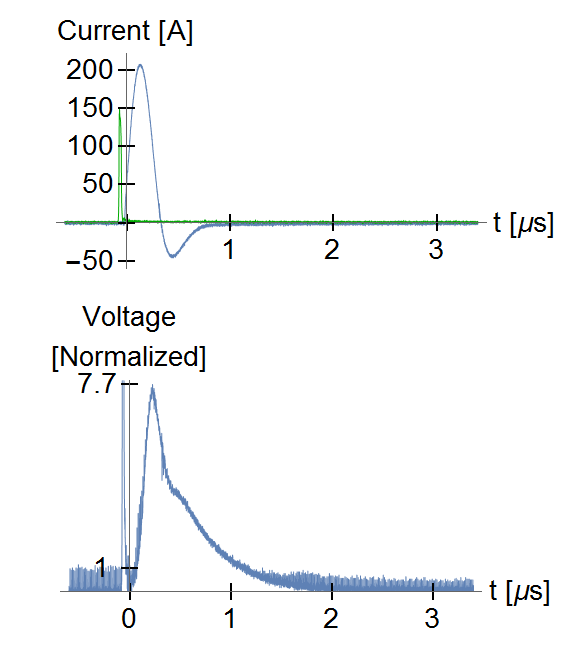 Current [A]
200
150
100
50
−50
1 2 3
t [μs]
Voltage
[Normalized]
7.7
1
0 1 2 3
t [μs]